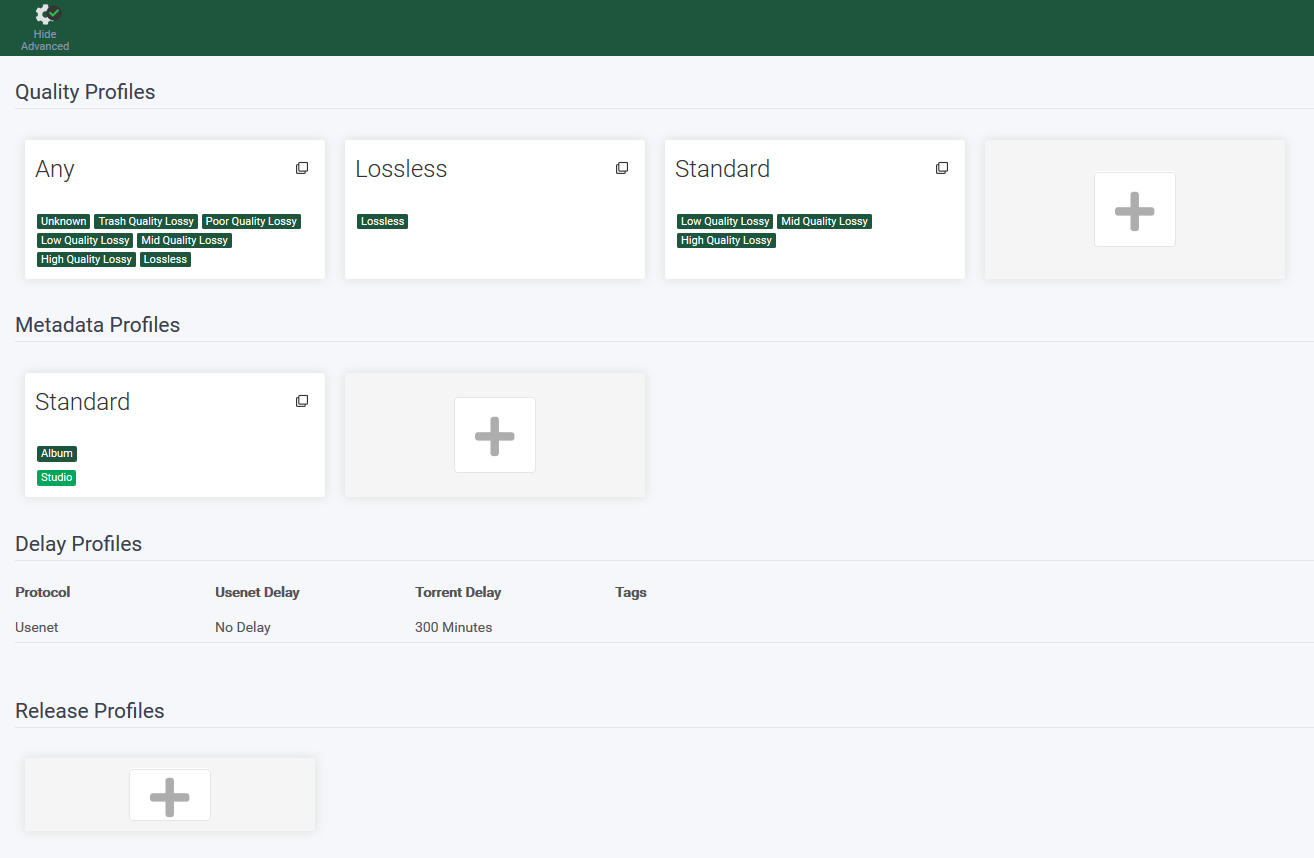 Hide
Advanced
Quality Profiles
Any
Unknown Trash Quality Lossy Poor Quality Lossy
Low Quality Lossy Mid Quality Lossy
High Quality Lossy Lossless
Lossless
Lossless
Standard
Low Quality Lossy Mid Quality Lossy
High Quality Lossy
Metadata Profiles
Standard
Album
Studio
Delay Profiles
Protocol Usenet Delay Torrent Delay Tags
Usenet No Delay 300 Minutes
Release Profiles